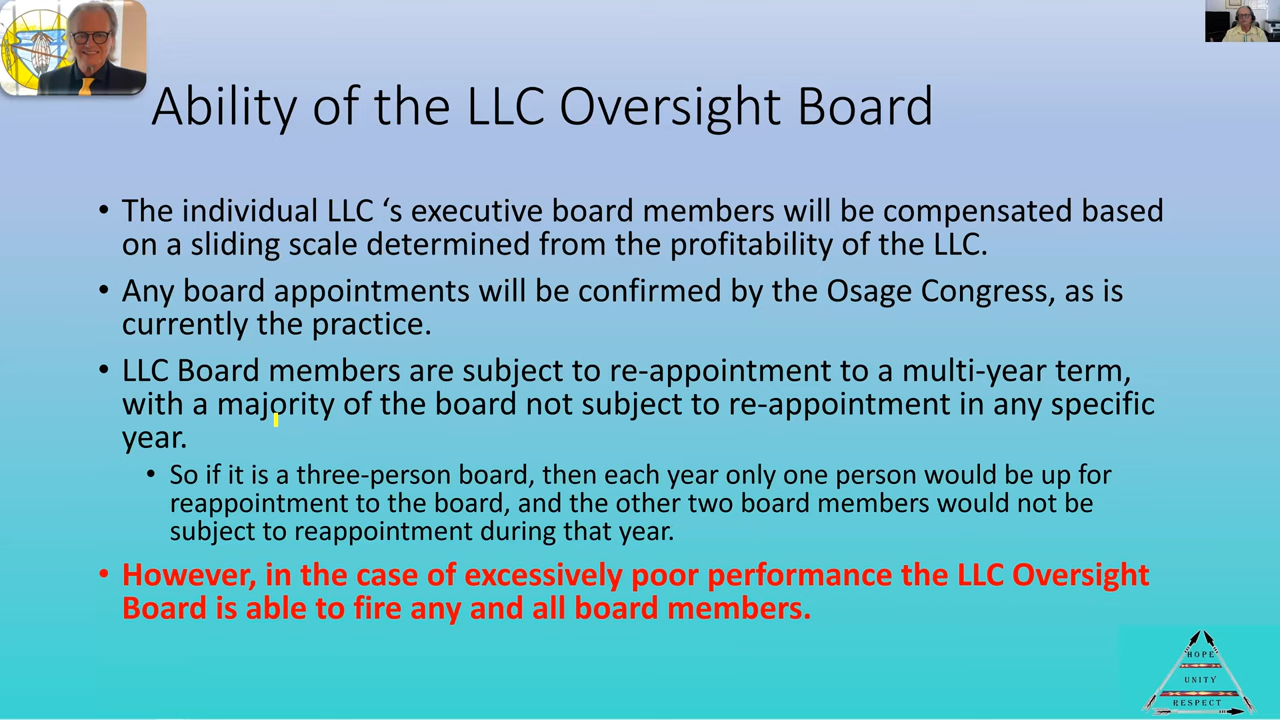 Ability of the LLC Oversight Board
• The individual LLC ‘s executive board members will be compensated based
on a sliding scale determined from the profitability of the LLC.
• Any board appointments will be confirmed by the Osage Congress, as is
currently the practice.
• LLC Board members are subject to re-appointment to a multi-year term,
with a majority of the board not subject to re-appointment in any specific
year.
• So if it is a three-person board, then each year only one person would be up for
reappointment to the board, and the other two board members would not be
subject to reappointment during that year.
• However, in the case of excessively poor performance the LLC Oversight
Board is able to fire any and all board members.
HOPE
UNITY
RESPECT